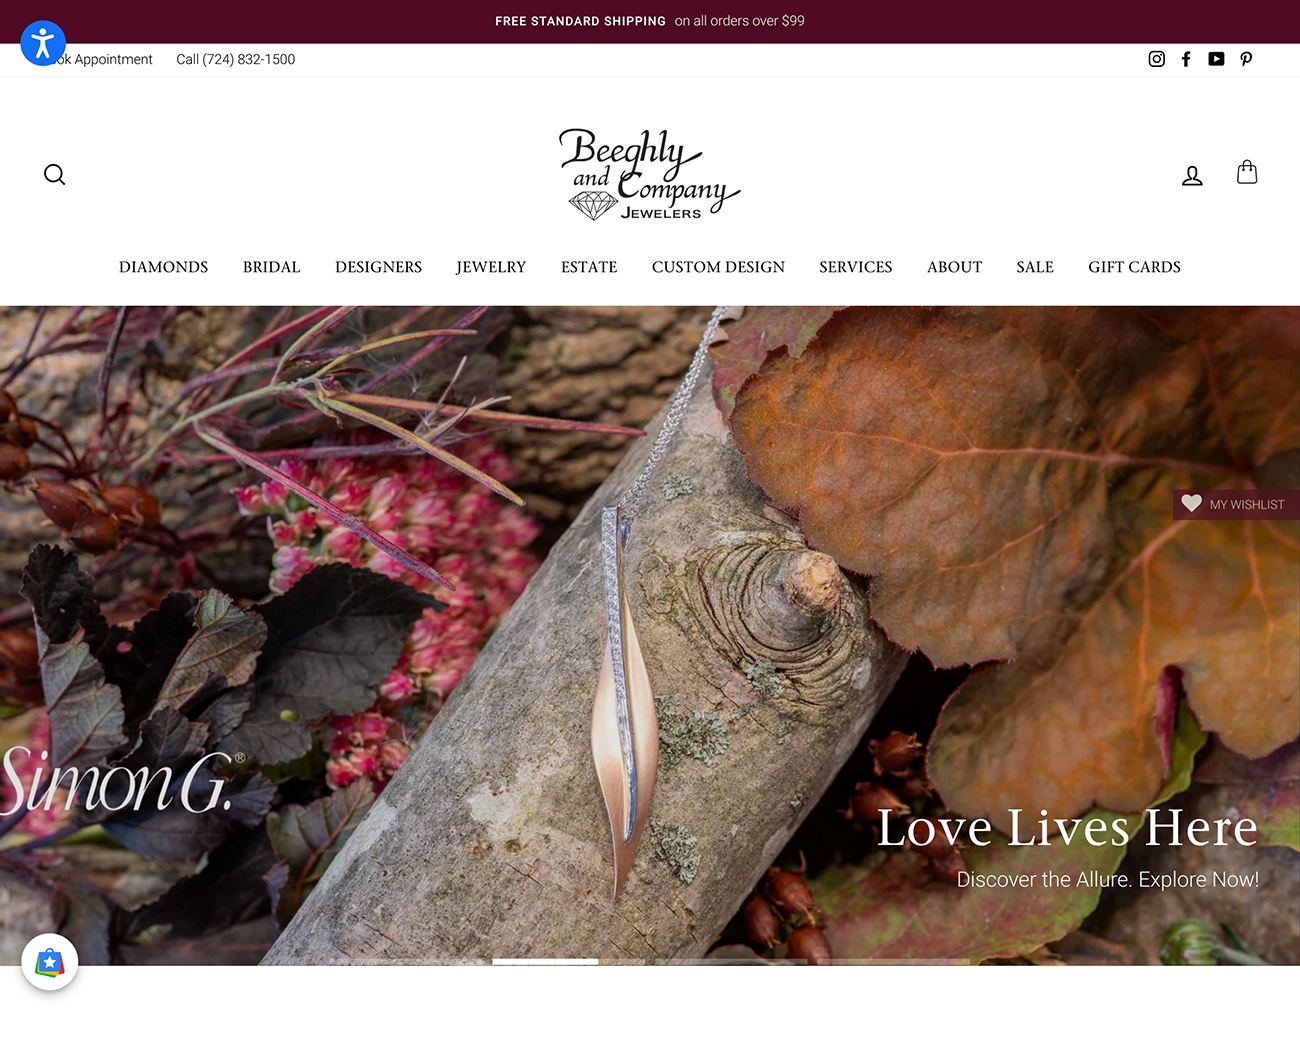 FREE STANDARD SHIPPING on all orders over $99
ok Appointment Call (724) 832-1500
Beeghly
and Company
JEWELERS
DIAMONDS BRIDAL DESIGNERS JEWELRY ESTATE CUSTOM DESIGN SERVICES ABOUT SALE GIFT CARDS
MY WISHLIST
Simon G.®
Love Lives Here
Discover the Allure. Explore Now!